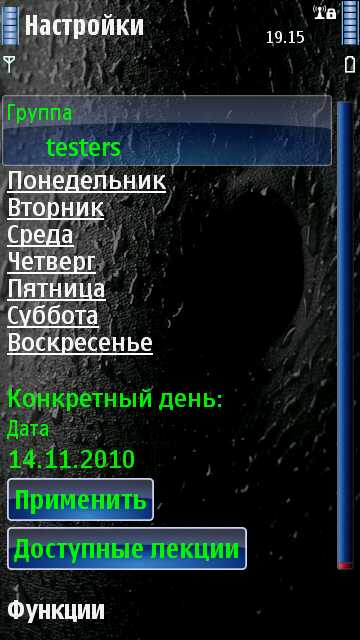 Настройки
19.15
Группа
testers
Понедельник
Вторник
Среда
Четверг
Пятница
Суббота
Воскресенье
Конкретный день:
Дата
14.11.2010
Применить
Доступные лекции
Функции